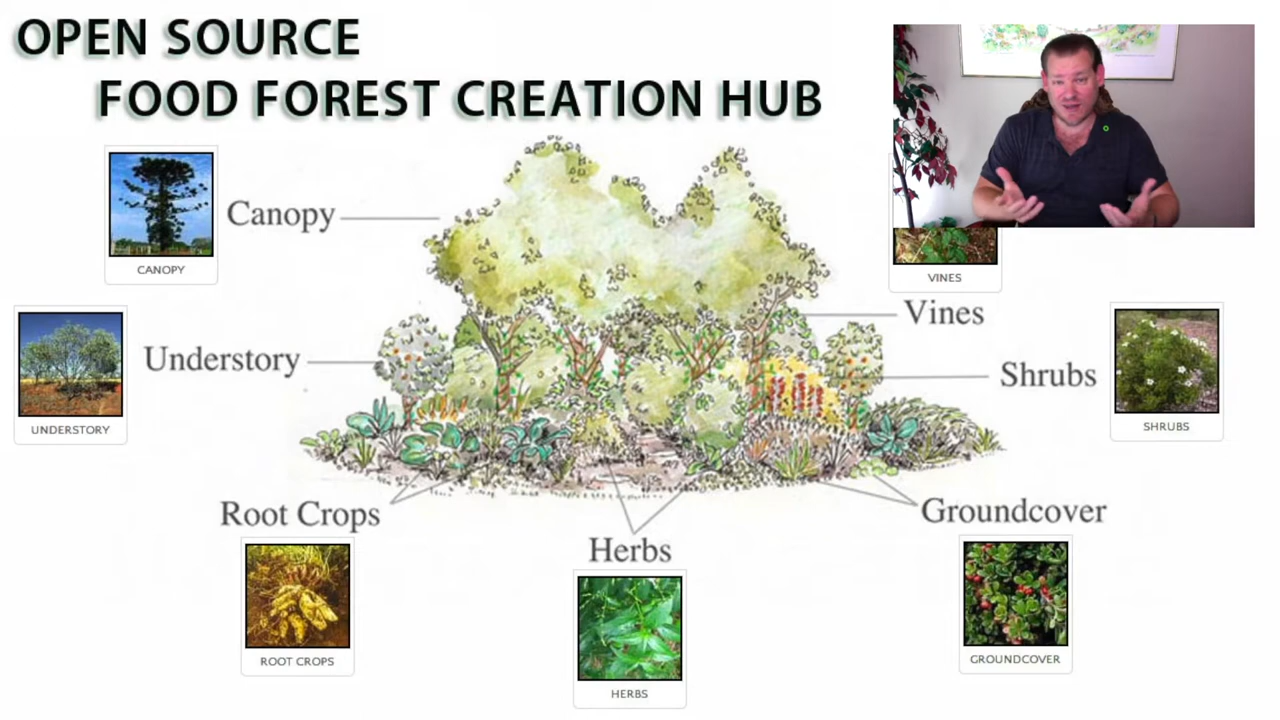 OPEN SOURCE
FOOD FOREST CREATION HUB
CANOPY
Canopy
VINES
Vines
UNDERSTORY
Understory
Shrubs
SHRUBS
Root Crops
ROOT CROPS
Herbs
HERBS
Groundcover
GROUNDCOVER